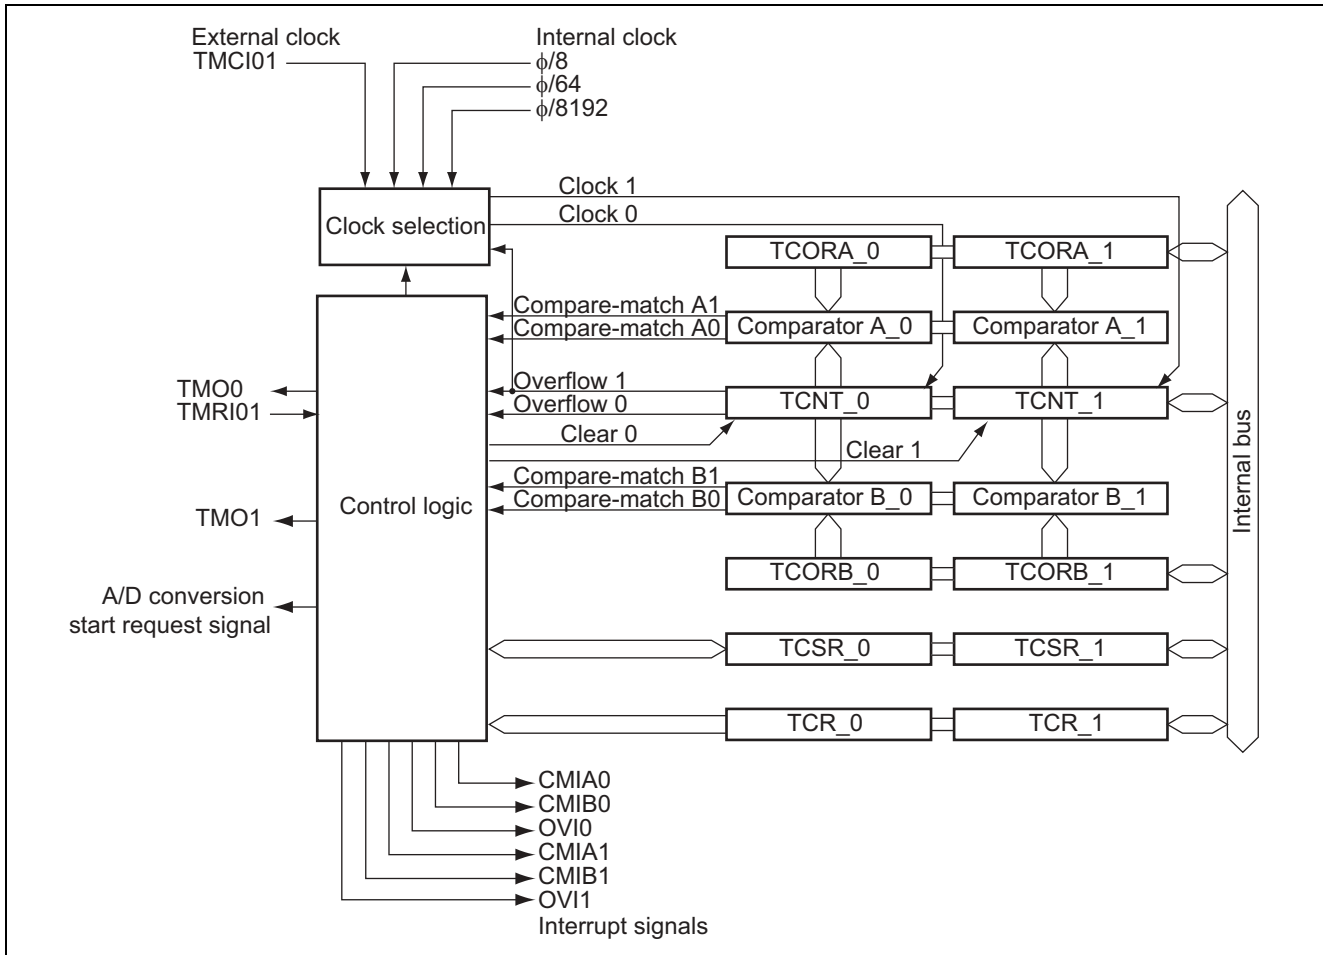 External clock
TMCI01
Internal clock
ϕ/8
ϕ/64
ϕ/8192
Clock selection
Clock 1
Clock 0
TCORA_0
TCORA_1
Compare-match A1
Compare-match A0
Comparator A_0
Comparator A_1
TMO0
TMRI01
Overflow 1
Overflow 0
TCNT_0
TCNT_1
Clear 0
Clear 1
Control logic
Compare-match B1
Compare-match B0
Comparator B_0
Comparator B_1
TMO1
TCORB_0
TCORB_1
A/D conversion
start request signal
TCSR_0
TCSR_1
TCR_0
TCR_1
Internal bus
CMIA0
CMIB0
OVI0
CMIA1
CMIB1
OVI1
Interrupt signals